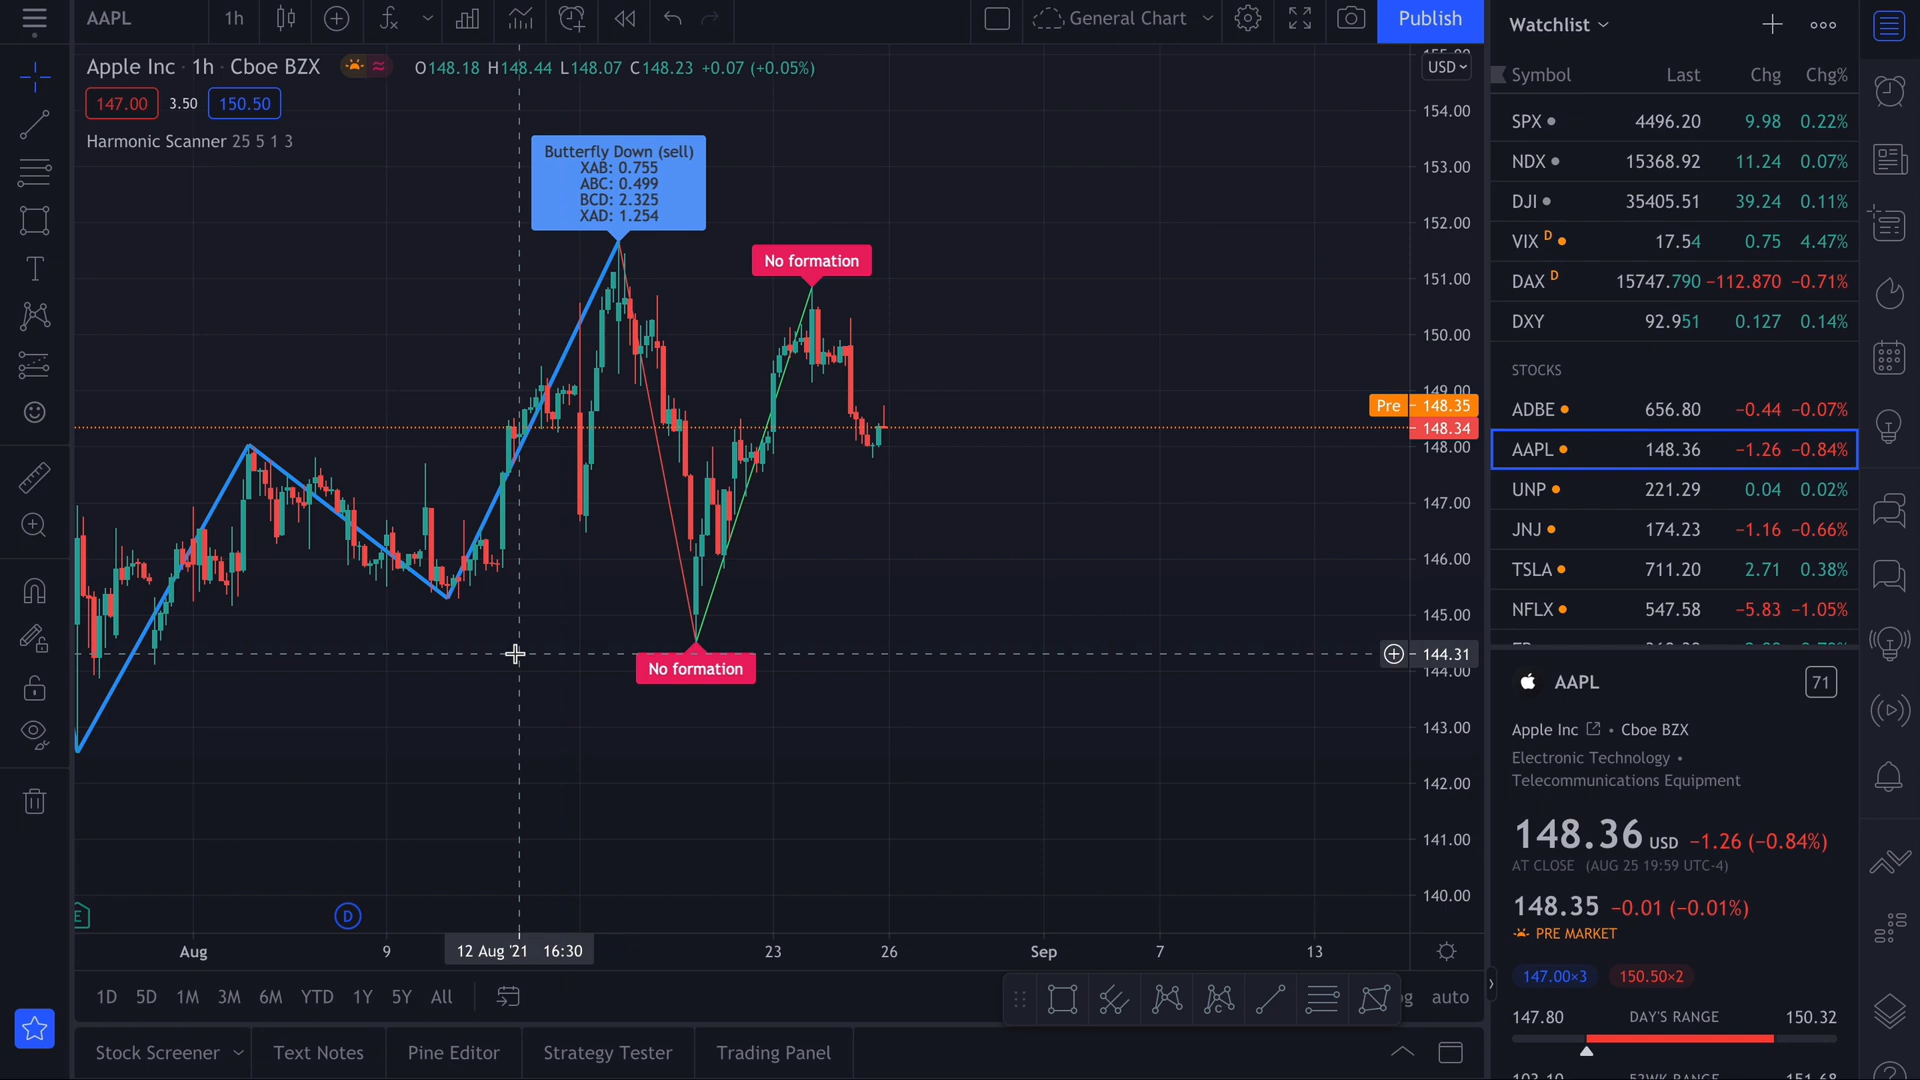 AAPL
1h
General Chart
Publish
Apple Inc · 1h · Cboe BZX
O148.18 H148.44 L148.07 C148.23 +0.07 (+0.05%)
147.00 3.50 150.50
Harmonic Scanner 25 5 1 3
Butterfly Down (sell)
XAB: 0.755
ABC: 0.499
BCD: 2.325
XAD: 1.254
No formation
No formation
USD
154.00
153.00
152.00
151.00
150.00
149.00
Pre 148.35
148.34
148.00
147.00
146.00
145.00
144.31
144.00
143.00
142.00
141.00
140.00
E
D
Aug
9
12 Aug '21 16:30
23
26
Sep
7
13
1D 5D 1M 3M 6M YTD 1Y 5Y All
auto
Stock Screener
Text Notes
Pine Editor
Strategy Tester
Trading Panel
Watchlist
Symbol Last Chg Chg%
SPX 4496.20 9.98 0.22%
NDX 15368.92 11.24 0.07%
DJI 35405.51 39.24 0.11%
VIX D 17.54 0.75 4.47%
DAX D 15747.790 −112.870 −0.71%
DXY 92.951 0.127 0.14%
STOCKS
ADBE 656.80 −0.44 −0.07%
AAPL 148.36 −1.26 −0.84%
UNP 221.29 0.04 0.02%
JNJ 174.23 −1.16 −0.66%
TSLA 711.20 2.71 0.38%
NFLX 547.58 −5.83 −1.05%
AAPL
71
Apple Inc • Cboe BZX
Electronic Technology •
Telecommunications Equipment
148.36 USD −1.26 (−0.84%)
AT CLOSE (AUG 25 19:59 UTC-4)
148.35 −0.01 (−0.01%)
PRE MARKET
147.00×3 150.50×2
147.80 DAY'S RANGE 150.32